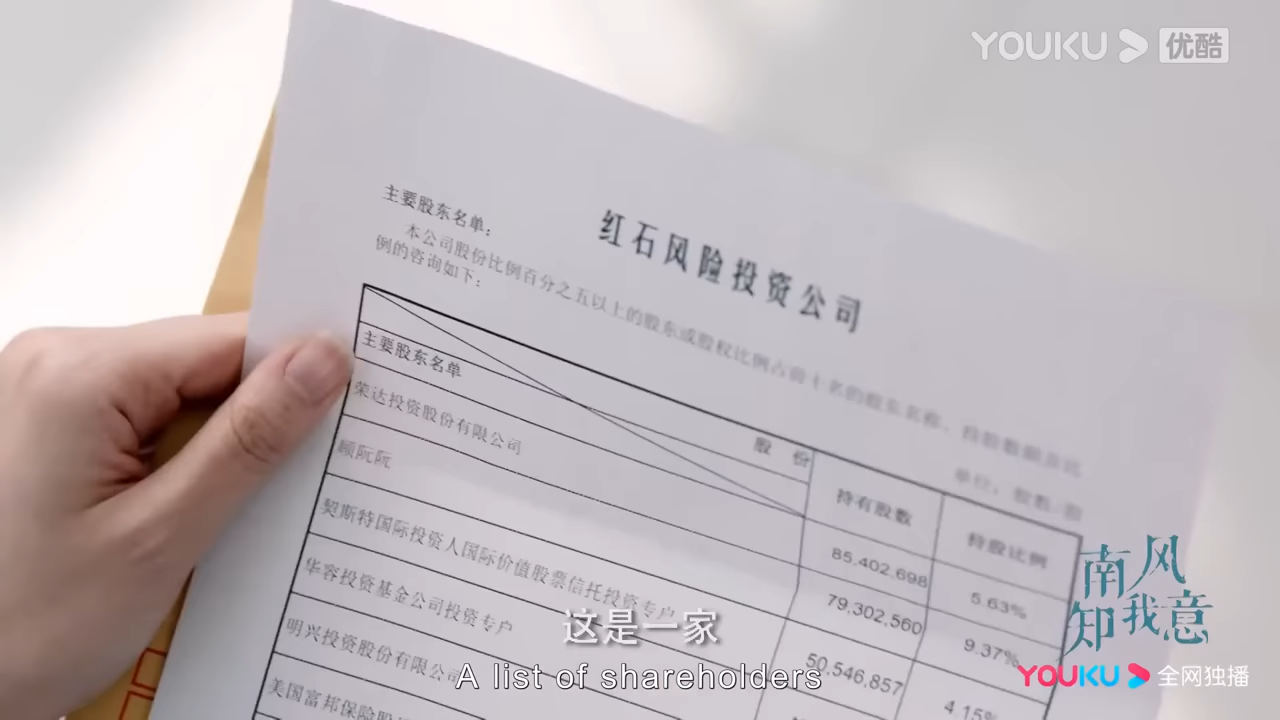 YOUKU 优酷
红石风险投资公司
主要股东名单:
本公司股份比例百分之五以上的股东或股权比例占前十名的股东名称、持股数额及比
例的咨询如下:
单位:股数/股
股 份
主要股东名单
持有股数
持股比例
荣达投资股份有限公司
85,402,698
5.63%
顾阮阮
79,302,560
9.37%
契斯特国际投资人国际价值股票信托投资专户
50,546,857
4.15%
华容投资基金公司投资专户
明兴投资股份有限公司
美国富邦保险股
这是一家
A list of shareholders
南风知我意
YOUKU 全网独播